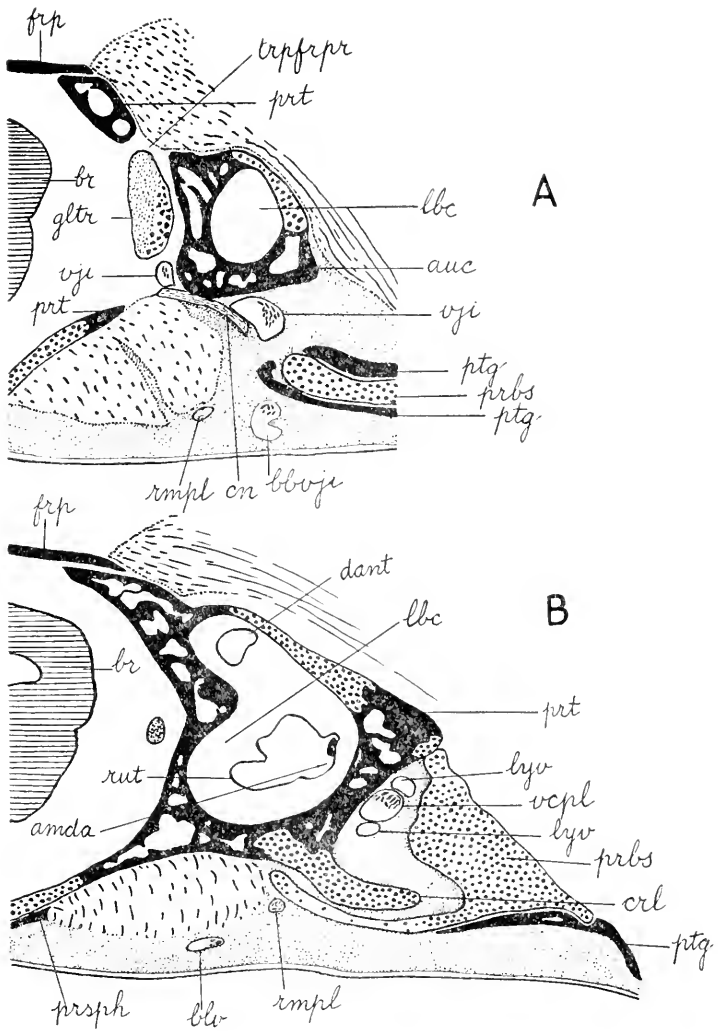 frp
trpfrpr
prt
br
gltr
lbc
A
auc
vji
prt
vji
ptg
prbs
ptg
rmpl cn bbvji
frp
dant
lbc
B
br
prt
lyv
rut
vcpl
lyv
amda
prbs
crl
ptg
prsph
blv
rmpl